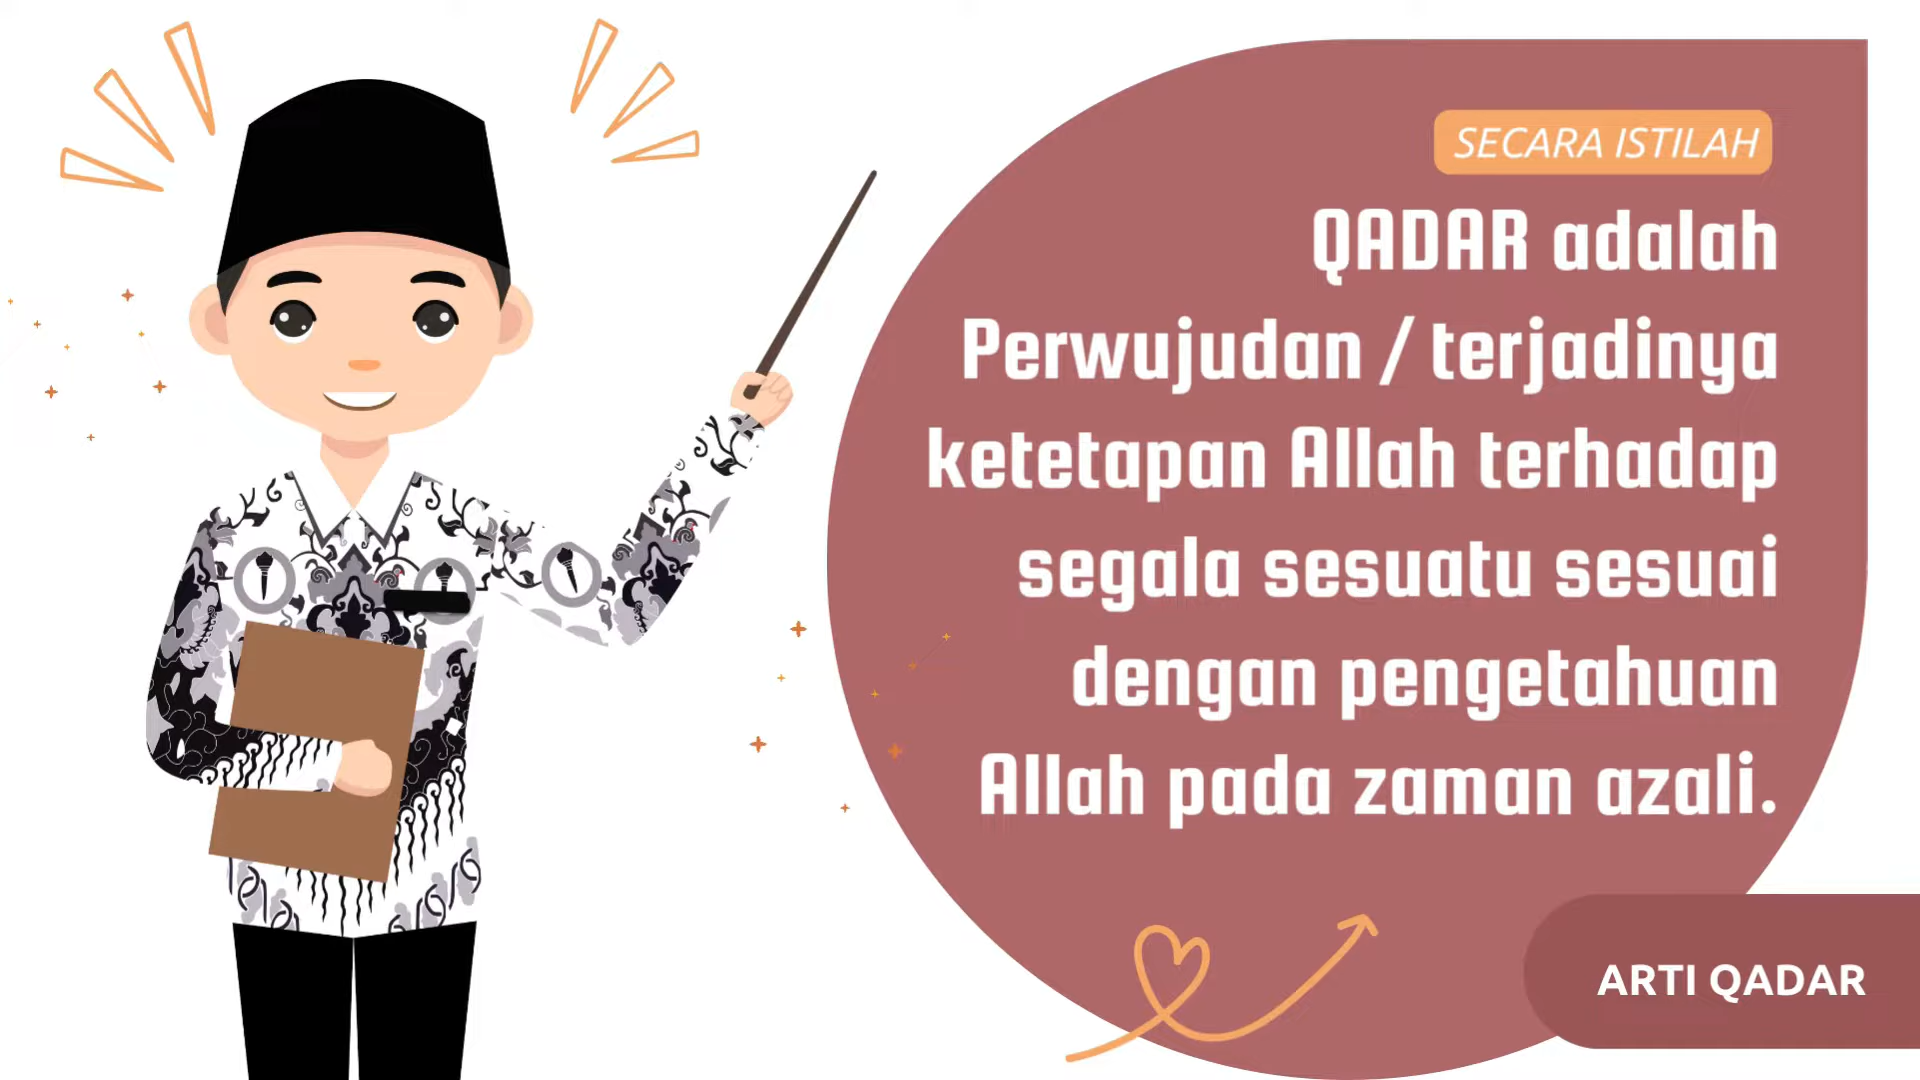 SECARA ISTILAH
QADAR adalah
Perwujudan / terjadinya
ketetapan Allah terhadap
segala sesuatu sesuai
dengan pengetahuan
Allah pada zaman azali.
ARTI QADAR